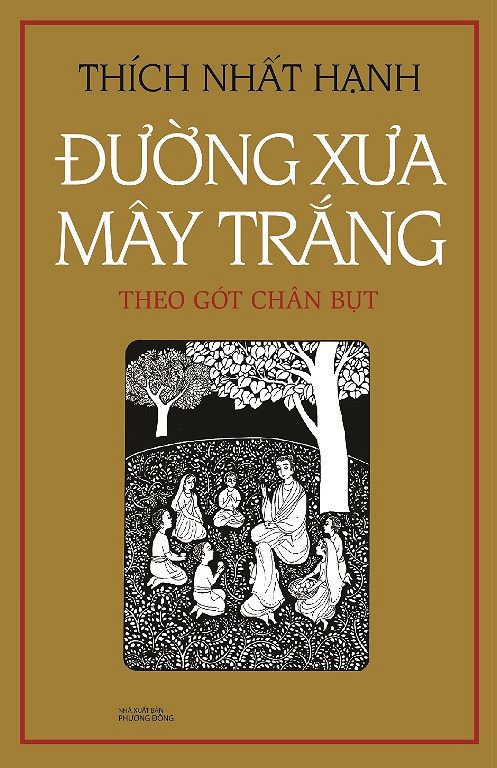 THÍCH NHẤT HẠNH
ĐƯỜNG XƯA
MÂY TRẮNG
THEO GÓT CHÂN BỤT
NHÀ XUẤT BẢN
PHƯƠNG ĐÔNG